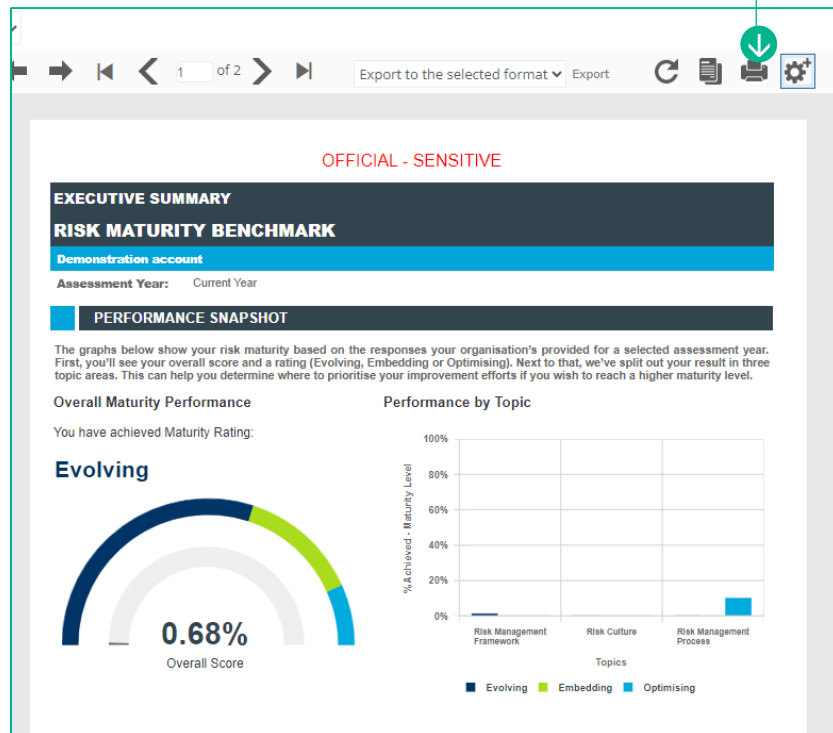 1 of 2 Export to the selected format Export
OFFICIAL - SENSITIVE
EXECUTIVE SUMMARY
RISK MATURITY BENCHMARK
Demonstration account
Assessment Year: Current Year
PERFORMANCE SNAPSHOT
The graphs below show your risk maturity based on the responses your organisation's provided for a selected assessment year.
First, you'll see your overall score and a rating (Evolving, Embedding or Optimising). Next to that, we've split out your result in three
topic areas. This can help you determine where to prioritise your improvement efforts if you wish to reach a higher maturity level.
Overall Maturity Performance
You have achieved Maturity Rating:
Evolving
0.68%
Overall Score
Performance by Topic
% Achieved - Maturity Level
100%
80%
60%
40%
20%
0%
Risk Management
Framework
Risk Culture
Risk Management
Process
Topics
Evolving Embedding Optimising